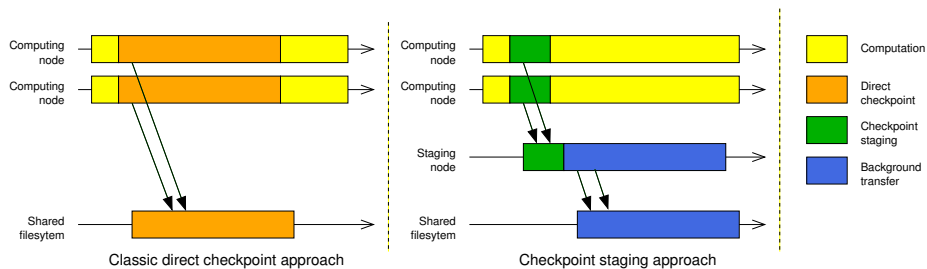 Computing
node
Computing
node
Shared
filesytem
Classic direct checkpoint approach
Computing
node
Computing
node
Staging
node
Shared
filesytem
Checkpoint staging approach
Computation
Direct
checkpoint
Checkpoint
staging
Background
transfer